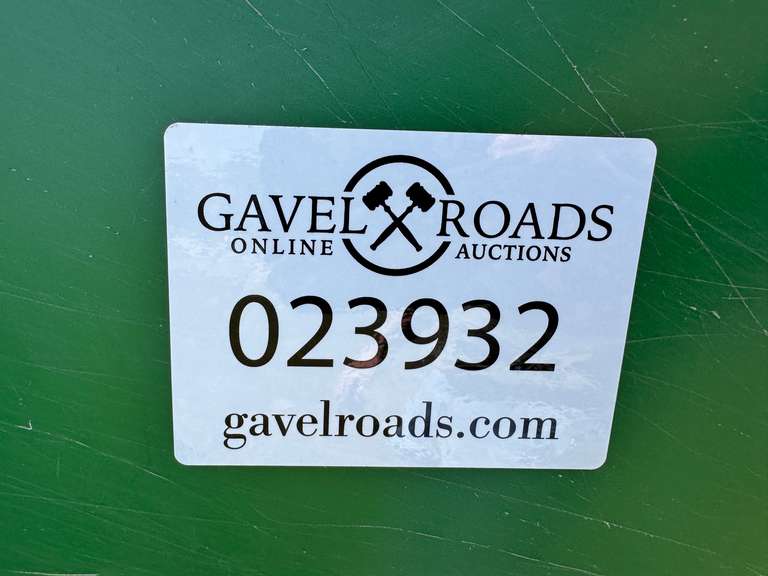 GAVEL ROADS
ONLINE AUCTIONS
023932
gavelroads.com